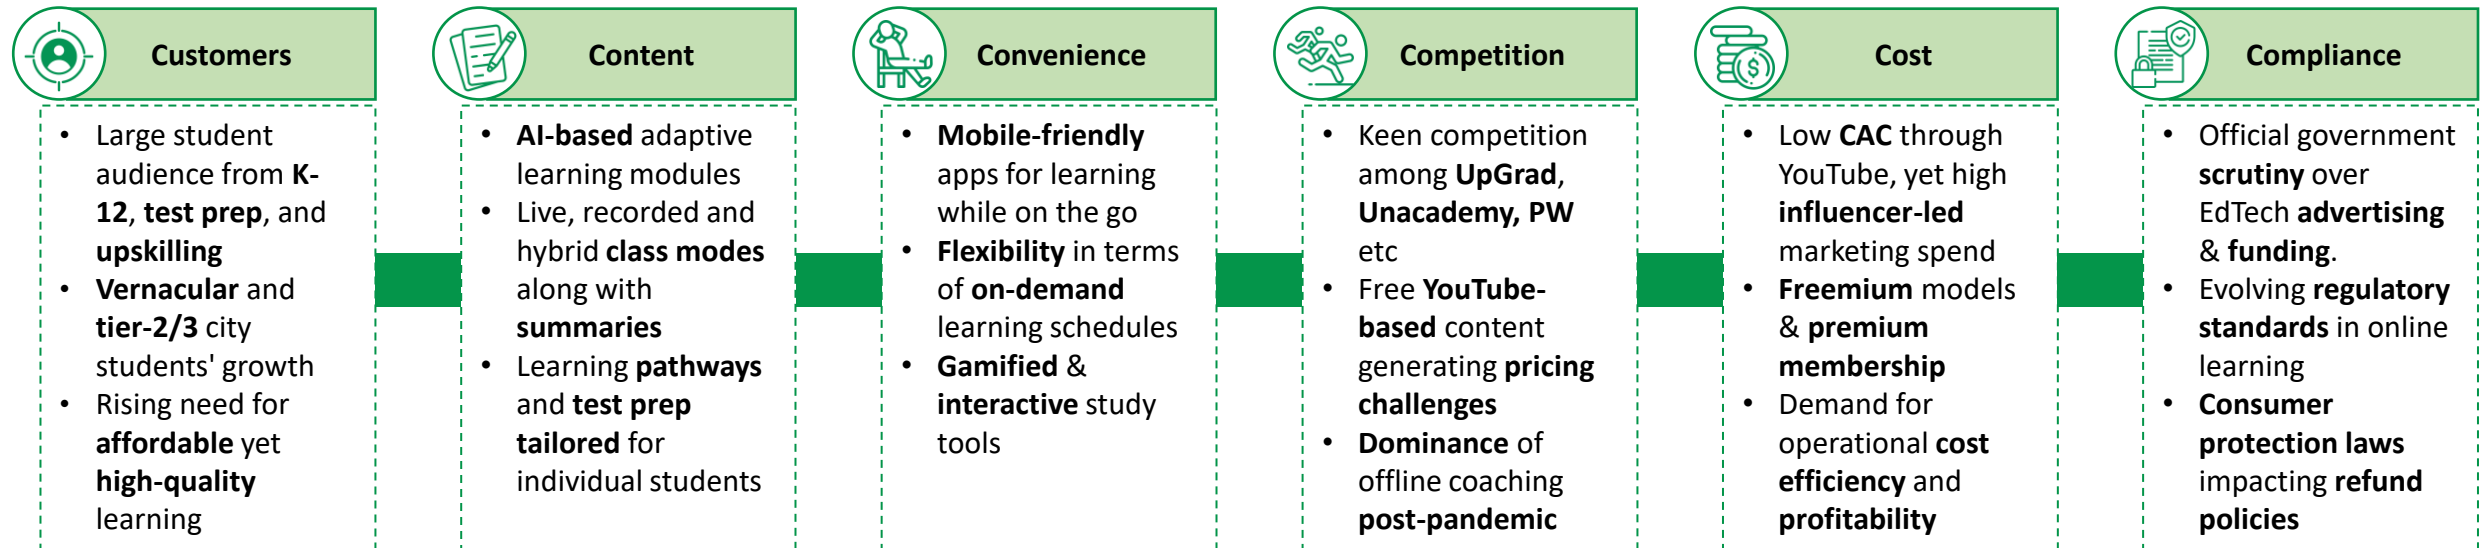 Customers
• Large student
audience from K-
12, test prep, and
upskilling
• Vernacular and
tier-2/3 city
students' growth
• Rising need for
affordable yet
high-quality
learning
Content
• AI-based adaptive
learning modules
• Live, recorded and
hybrid class modes
along with
summaries
• Learning pathways
and test prep
tailored for
individual students
Convenience
• Mobile-friendly
apps for learning
while on the go
• Flexibility in terms
of on-demand
learning schedules
• Gamified &
interactive study
tools
Competition
• Keen competition
among UpGrad,
Unacademy, PW
etc
• Free YouTube-
based content
generating pricing
challenges
• Dominance of
offline coaching
post-pandemic
Cost
• Low CAC through
YouTube, yet high
influencer-led
marketing spend
• Freemium models
& premium
membership
• Demand for
operational cost
efficiency and
profitability
Compliance
• Official government
scrutiny over
EdTech advertising
& funding.
• Evolving regulatory
standards in online
learning
• Consumer
protection laws
impacting refund
policies